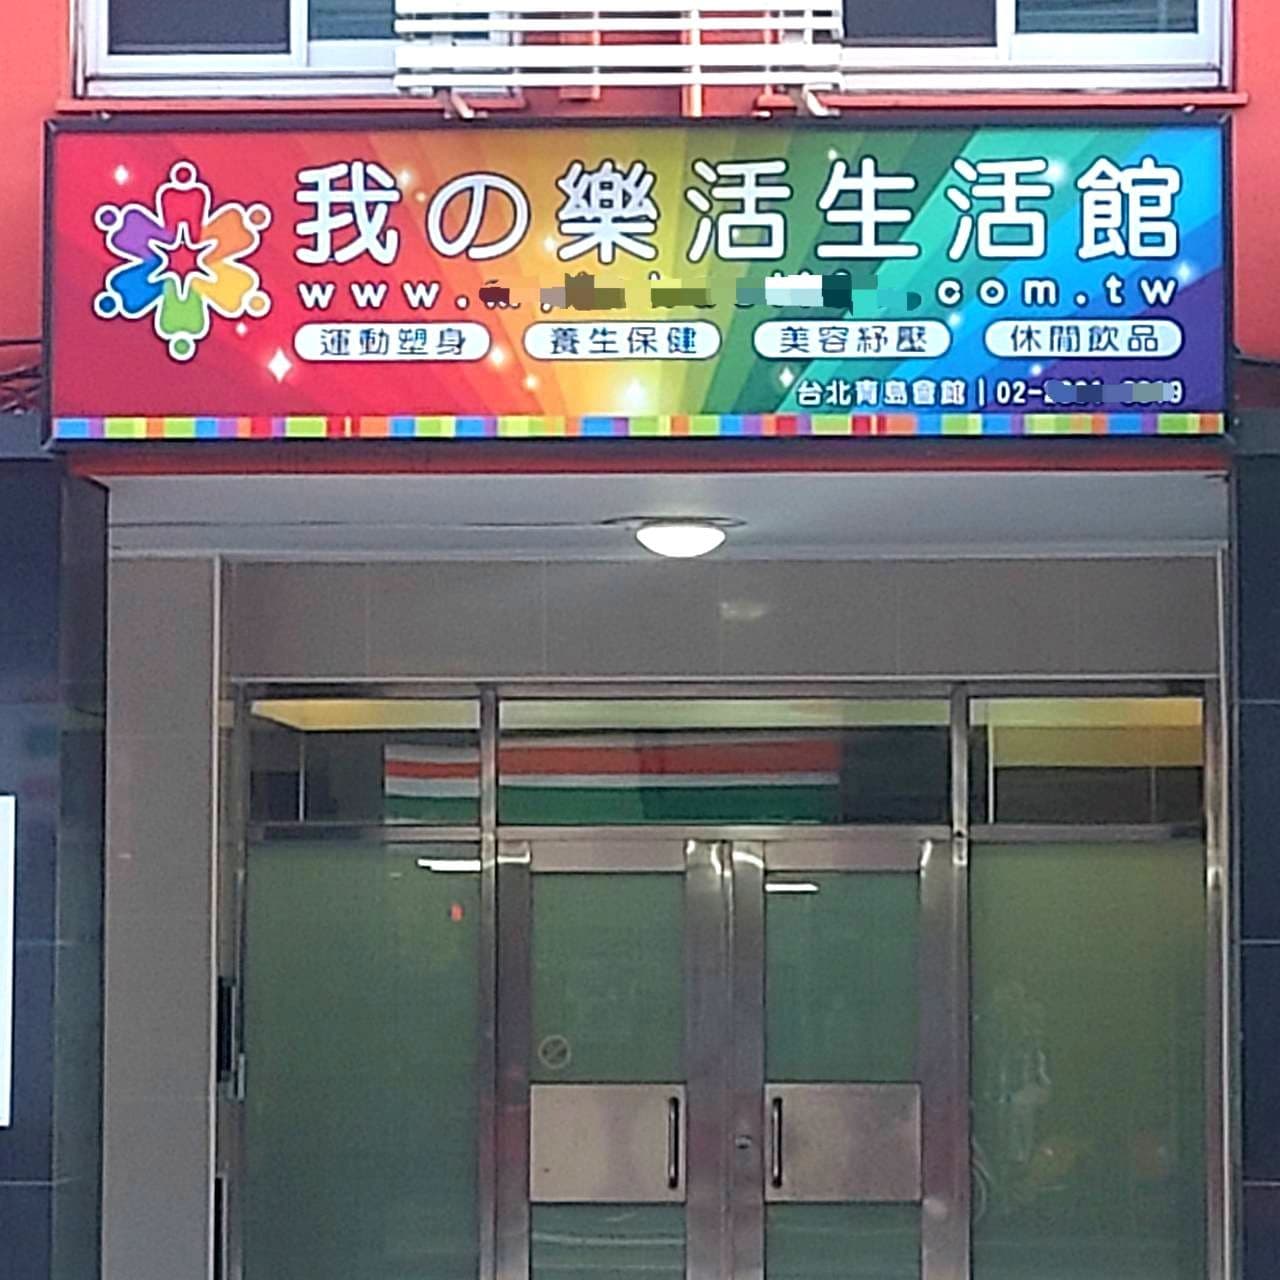 我の樂活生活館
www. .com.tw
運動塑身 養生保健 美容紓壓 休閒飲品
台北青島會館 | 02-